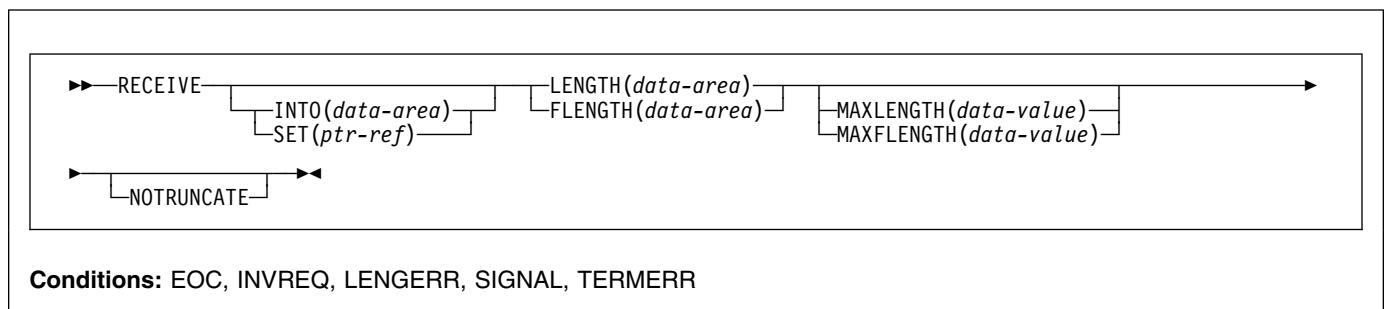 RECEIVE LENGTH(data-area)
INTO(data-area) FLENGTH(data-area) MAXLENGTH(data-value)
SET(ptr-ref) MAXFLENGTH(data-value)
NOTRUNCATE
Conditions: EOC, INVREQ, LENGERR, SIGNAL, TERMERR